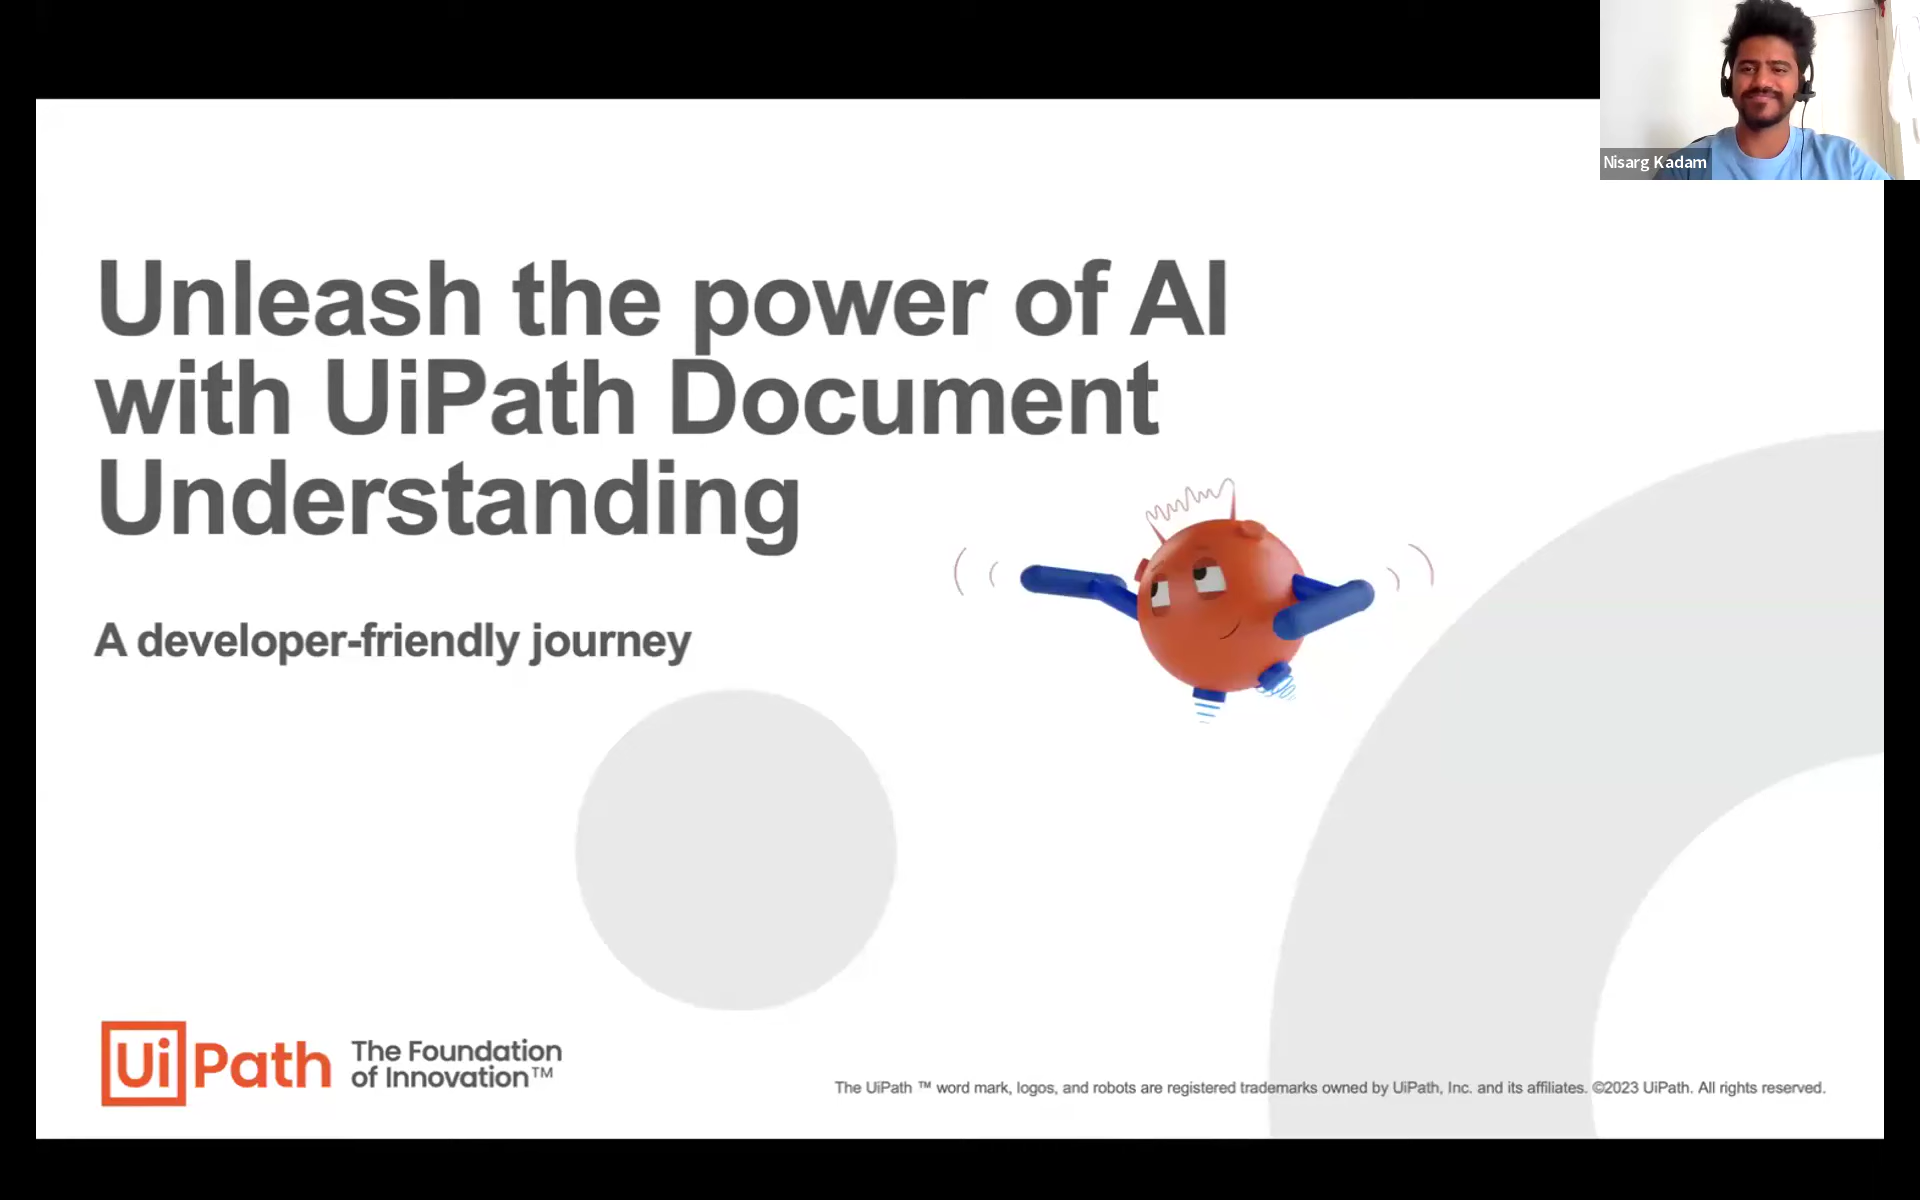 Nisarg Kadam
Unleash the power of AI
with UiPath Document
Understanding
A developer-friendly journey
UiPath
The Foundation
of Innovation™
The UiPath ™ word mark, logos, and robots are registered trademarks owned by UiPath, Inc. and its affiliates. ©2023 UiPath. All rights reserved.